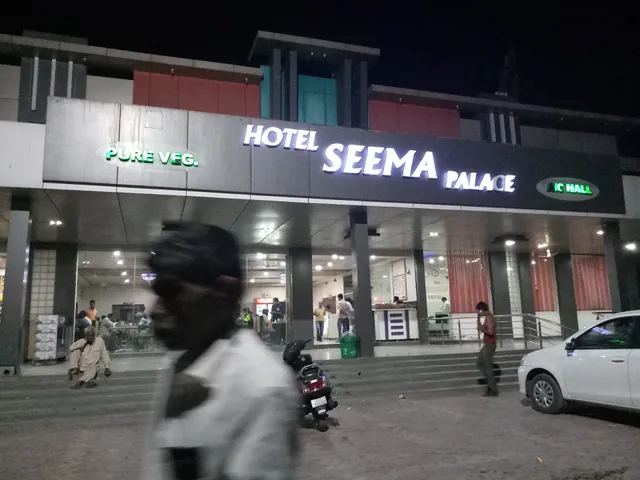 PURE VEG.
HOTEL SEEMA PALACE
AC HALL